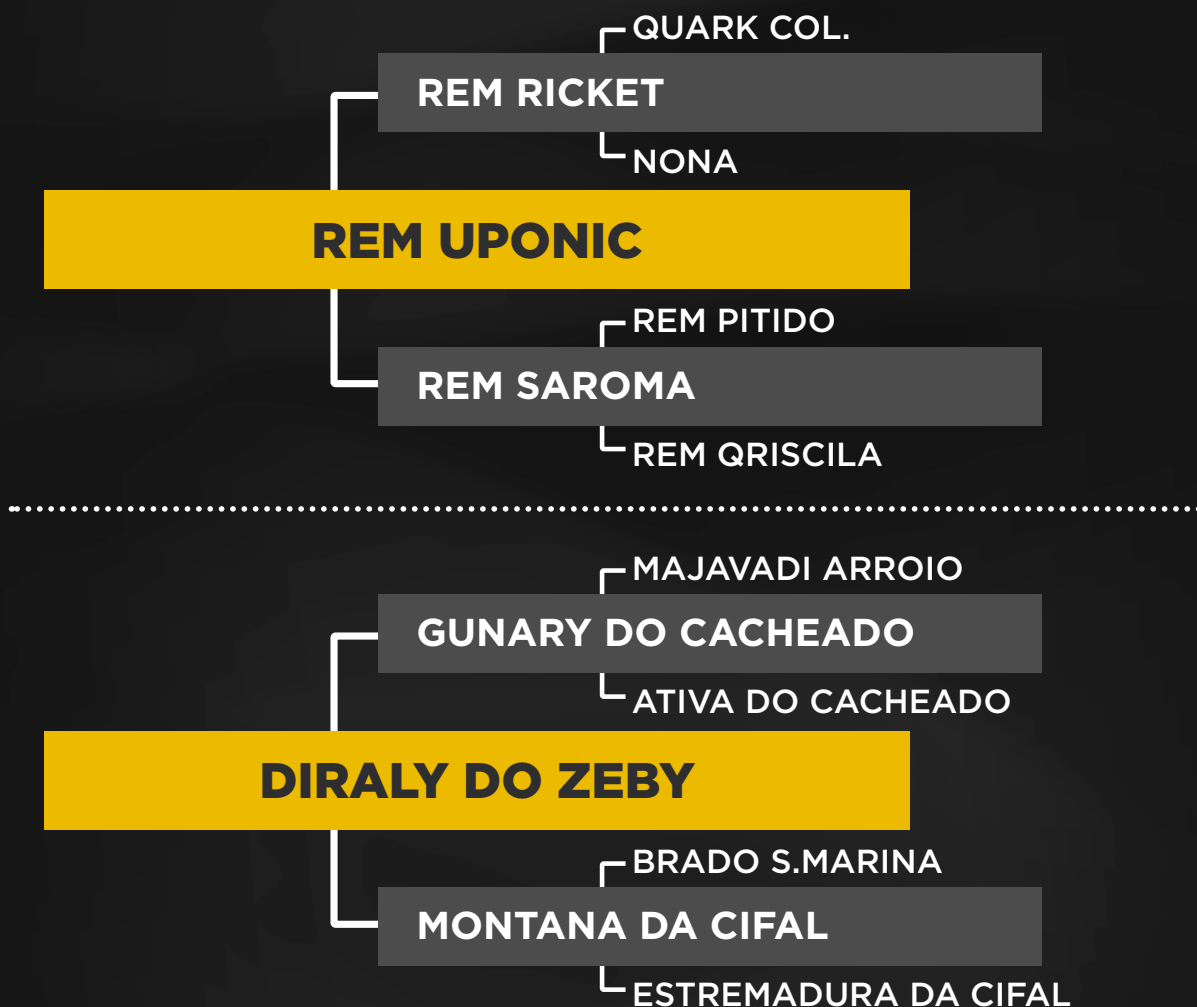 QUARK COL.
REM RICKET
NONA
REM UPONIC
REM PITIDO
REM SAROMA
REM QRISCILA
MAJAVADI ARROIO
GUNARY DO CACHEADO
ATIVA DO CACHEADO
DIRALY DO ZEBY
BRADO S.MARINA
MONTANA DA CIFAL
ESTREMADURA DA CIFAL